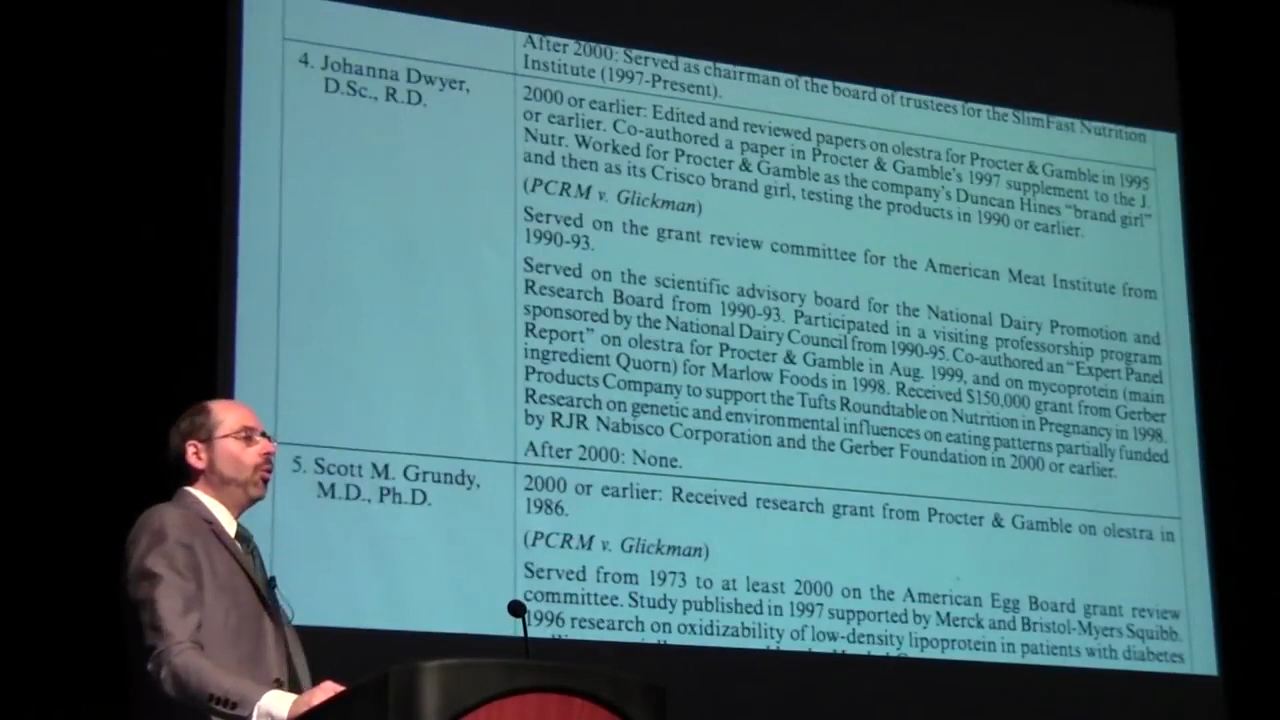 After 2000: Served as chairman of the board of trustees for the SlimFast Nutrition
Institute (1997-Present).
4. Johanna Dwyer,
D.Sc., R.D.
2000 or earlier: Edited and reviewed papers on olestra for Procter & Gamble in 1995
or earlier. Co-authored a paper in Procter & Gamble's 1997 supplement to the J.
Nutr. Worked for Procter & Gamble as the company's Duncan Hines "brand girl"
and then as its Crisco brand girl, testing the products in 1990 or earlier.
(PCRM v. Glickman)
Served on the grant review committee for the American Meat Institute from
1990-93.
Served on the scientific advisory board for the National Dairy Promotion and
Research Board from 1990-93. Participated in a visiting professorship program
sponsored by the National Dairy Council from 1990-95. Co-authored an "Expert Panel
Report" on olestra for Procter & Gamble in Aug. 1999, and on mycoprotein (main
ingredient Quorn) for Marlow Foods in 1998. Received $150,000 grant from Gerber
Products Company to support the Tufts Roundtable on Nutrition in Pregnancy in 1998.
Research on genetic and environmental influences on eating patterns partially funded
by RJR Nabisco Corporation and the Gerber Foundation in 2000 or earlier.
After 2000: None.
5. Scott M. Grundy,
M.D., Ph.D.
2000 or earlier: Received research grant from Procter & Gamble on olestra in
1986.
(PCRM v. Glickman)
Served from 1973 to at least 2000 on the American Egg Board grant review
committee. Study published in 1997 supported by Merck and Bristol-Myers Squibb.
1996 research on oxidizability of low-density lipoprotein in patients with diabetes